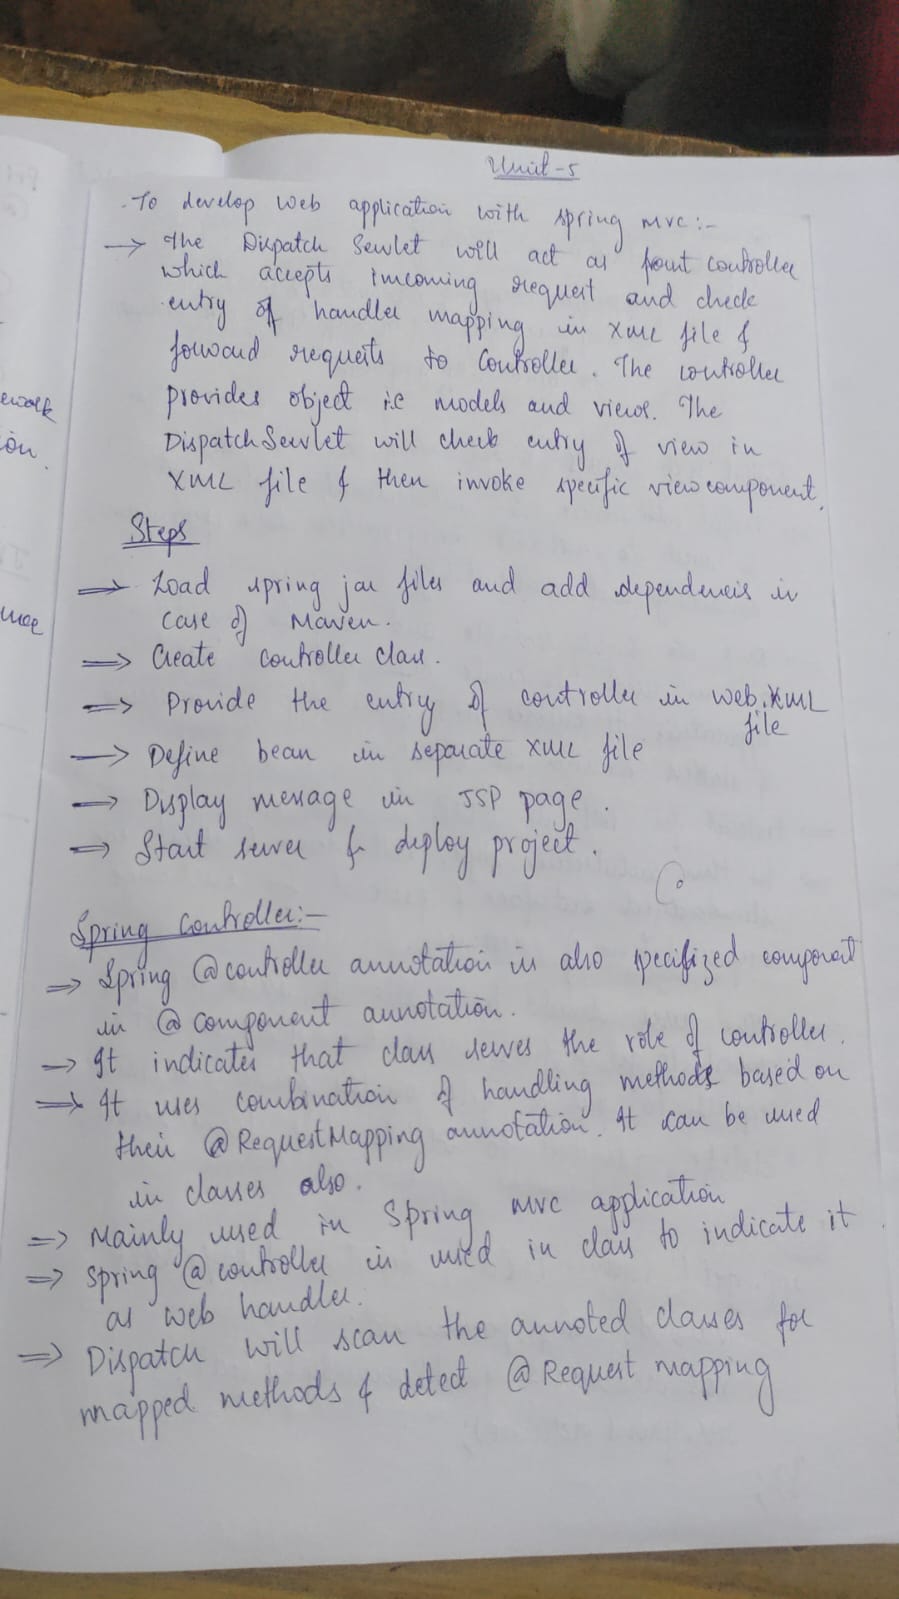 Unit-5
To develop web application with spring mvc:-
→ The Dispatch Servlet will act as front controller
which accepts incoming request and check
entry of handler mapping in XML file &
forward requests to Controller. The controller
provides object i.e models and views. The
Dispatch Servlet will check entry of view in
XML file & then invoke specific view component.
Steps
⇒ Load spring jar files and add dependencies in
case of Maven.
⇒ Create controller class.
⇒ Provide the entry of controller in web.XML
file
→ Define bean in separate XML file
⇒ Display message in JSP page.
⇒ Start server & deploy project.
Spring Controller:-
⇒ Spring @controller annotation is also specifized component
in @component annotation.
→ It indicates that class serves the role of controller.
⇒ It uses combination of handling methods based on
their @RequestMapping annotation. It can be used
in classes also.
⇒ Mainly used in Spring mvc application
⇒ Spring @controller is used in class to indicate it
as web handler.
⇒ Dispatch will scan the annoted classes for
mapped methods & detect @Request mapping
ework
ion.